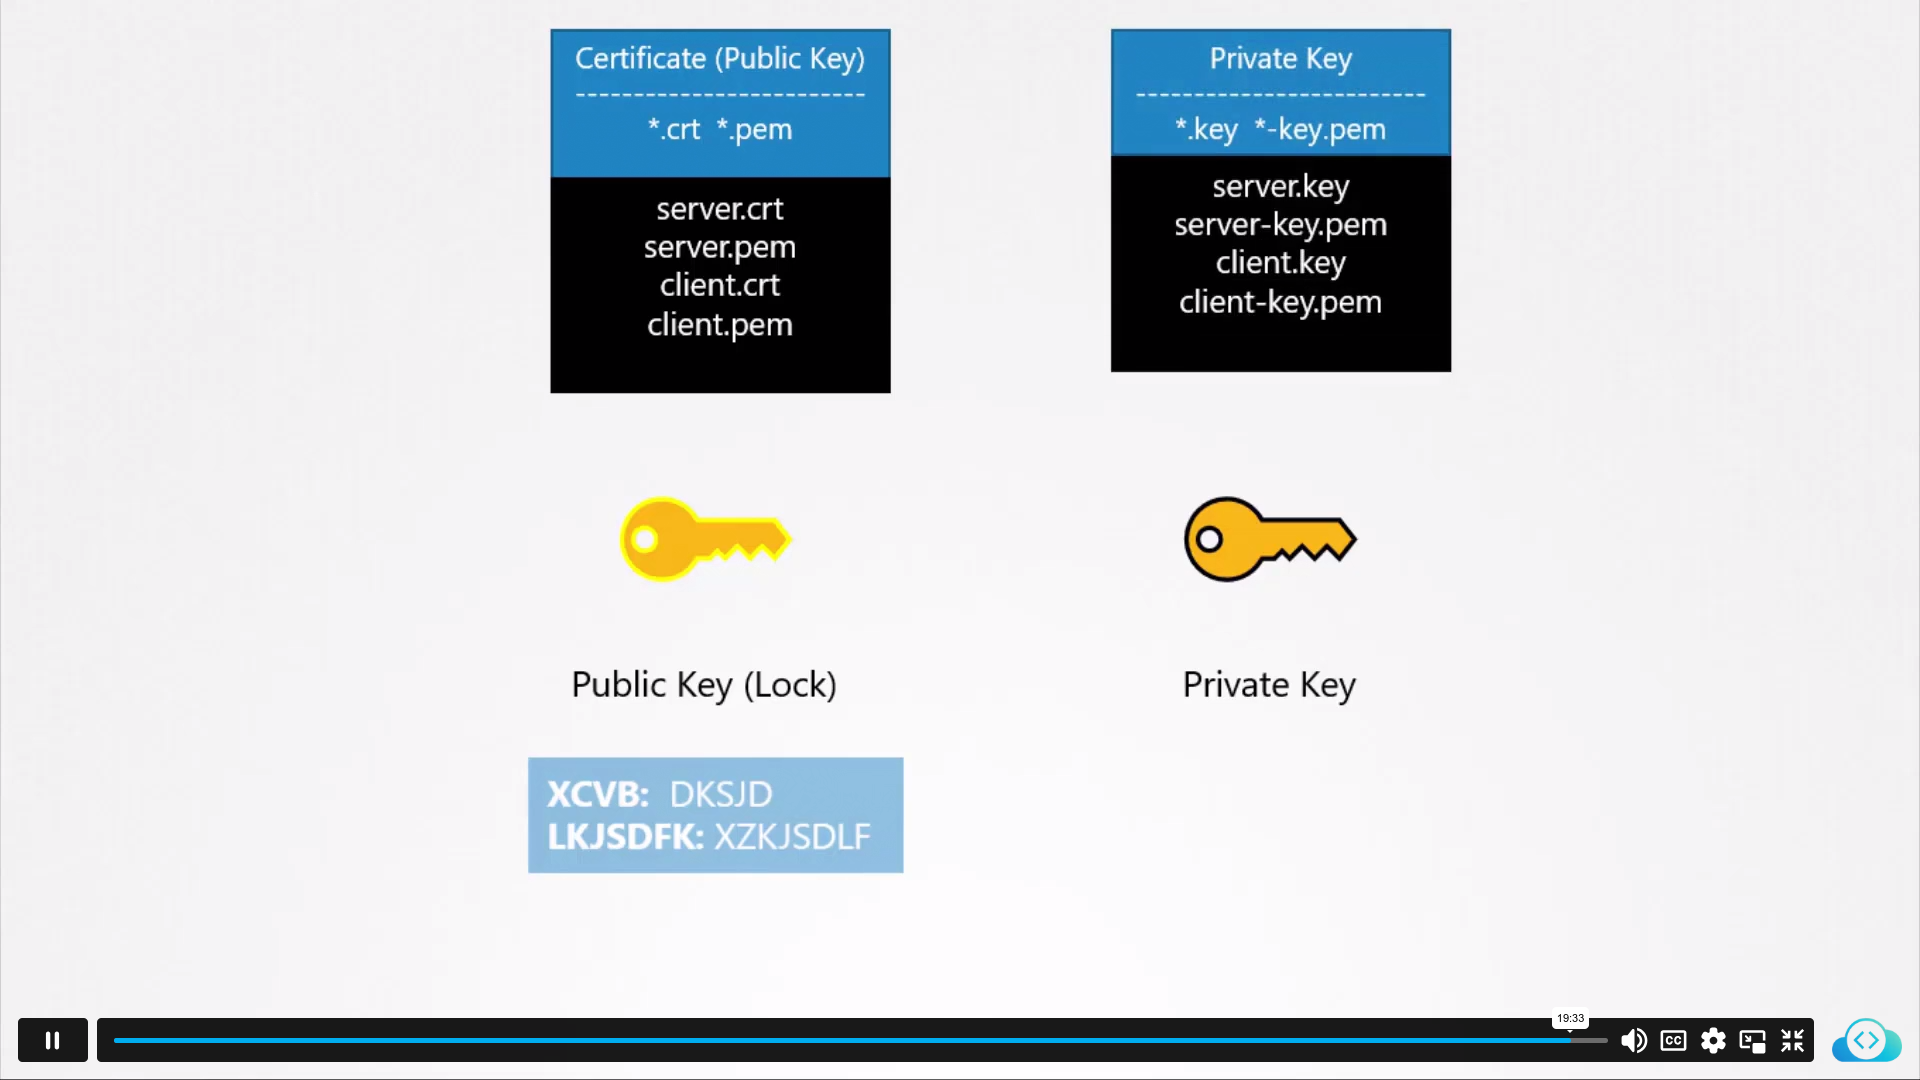 Certificate (Public Key)
-------------------------
*.crt *.pem
server.crt
server.pem
client.crt
client.pem
Private Key
-------------------------
*.key *-key.pem
server.key
server-key.pem
client.key
client-key.pem
Public Key (Lock)
Private Key
XCVB: DKSJD
LKJSDFK: XZKJSDLF
19:33
CC